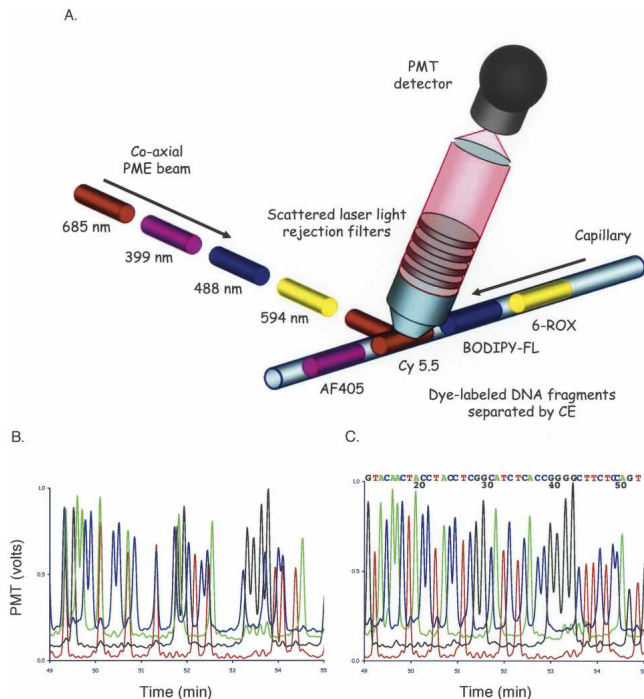 A.
PMT
detector
Co-axial
PME beam
Scattered laser light
rejection filters
Capillary
685 nm
399 nm
488 nm
594 nm
6-ROX
BODIPY-FL
Cy 5.5
AF405
Dye-labeled DNA fragments
separated by CE
B.
PMT (volts)
1.0
0.5
0.0
49 50 51 52 53 54 55
Time (min)
C.
GTACAACTACCTACCTCGGCATCTCACCGGGGCTTCTCCAGT
20 30 40 50
1.0
0.5
0.0
49 50 51 52 53 54
Time (min)